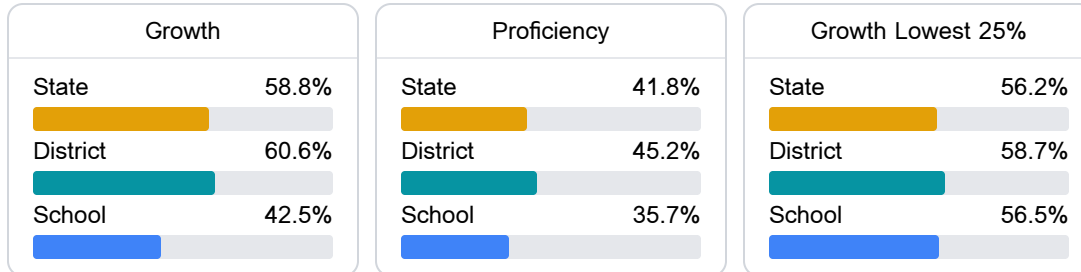 Growth
State 58.8%
District 60.6%
School 42.5%
Proficiency
State 41.8%
District 45.2%
School 35.7%
Growth Lowest 25%
State 56.2%
District 58.7%
School 56.5%